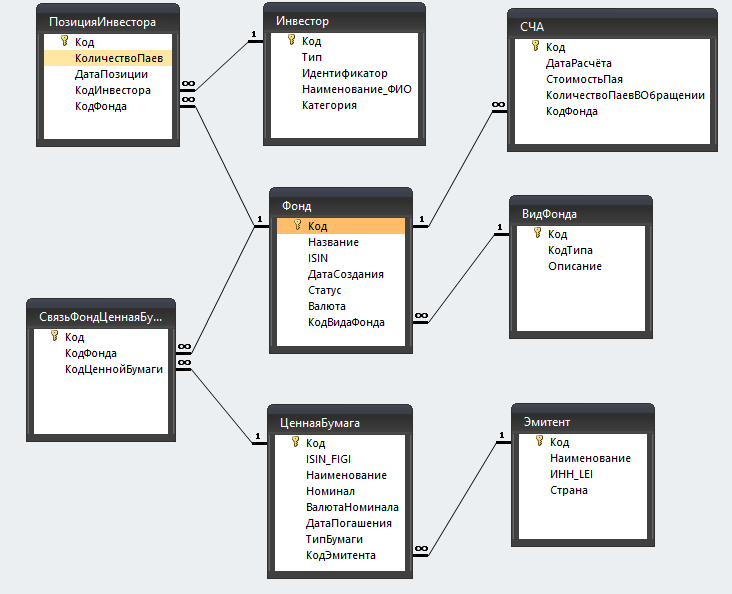 ПозицияИнвестора
Код
КоличествоПаев
ДатаПозиции
КодИнвестора
КодФонда
Инвестор
Код
Тип
Идентификатор
Наименование_ФИО
Категория
СЧА
Код
ДатаРасчёта
СтоимостьПая
КоличествоПаевВОбращении
КодФонда
Фонд
Код
Название
ISIN
ДатаСоздания
Статус
Валюта
КодВидаФонда
ВидФонда
Код
КодТипа
Описание
СвязьФондЦеннаяБу...
Код
КодФонда
КодЦеннойБумаги
ЦеннаяБумага
Код
ISIN_FIGI
Наименование
Номинал
ВалютаНоминала
ДатаПогашения
ТипБумаги
КодЭмитента
Эмитент
Код
Наименование
ИНН_LEI
Страна
1
∞
∞
1
∞
1
1
∞
∞
∞
1
1
∞